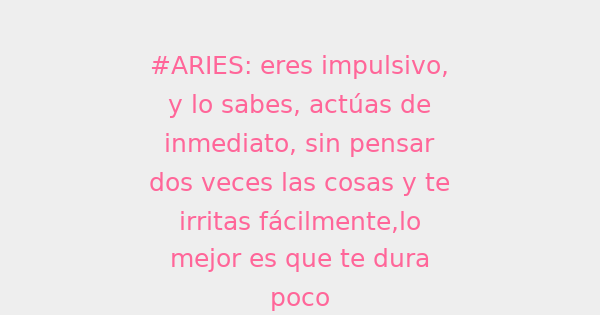 #ARIES: eres impulsivo,
y lo sabes, actúas de
inmediato, sin pensar
dos veces las cosas y te
irritas fácilmente,lo
mejor es que te dura
poco